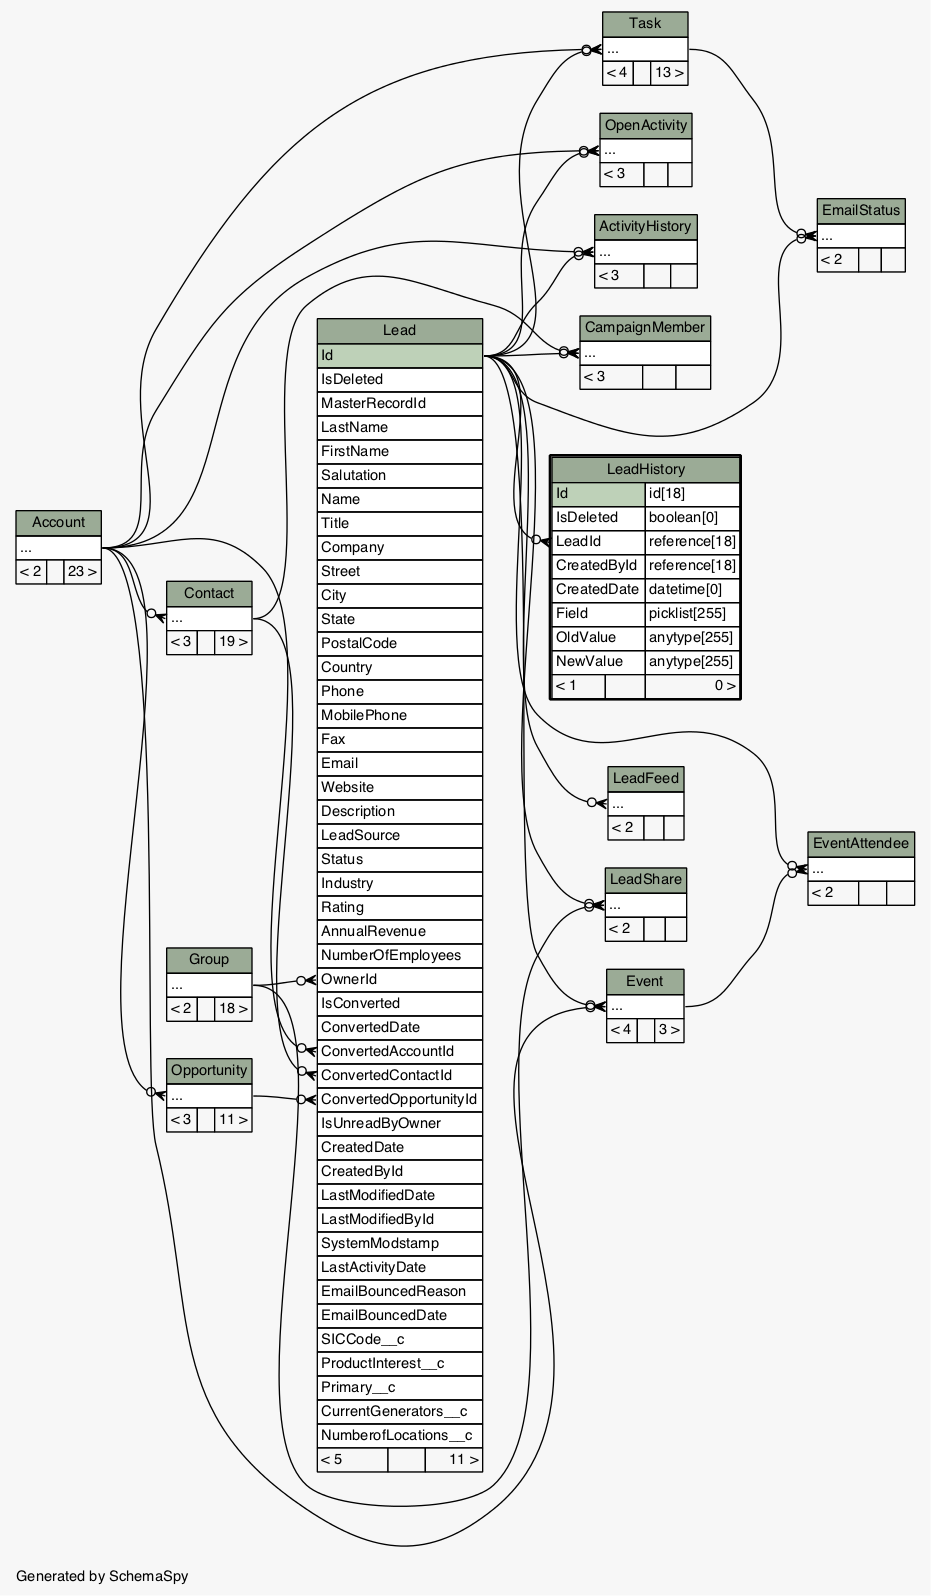 Task
...
< 4 13 >
OpenActivity
...
< 3
EmailStatus
...
< 2
ActivityHistory
...
< 3
CampaignMember
...
< 3
Lead
Id
IsDeleted
MasterRecordId
LastName
FirstName
Salutation
Name
Title
Company
Street
City
State
PostalCode
Country
Phone
MobilePhone
Fax
Email
Website
Description
LeadSource
Status
Industry
Rating
AnnualRevenue
NumberOfEmployees
OwnerId
IsConverted
ConvertedDate
ConvertedAccountId
ConvertedContactId
ConvertedOpportunityId
IsUnreadByOwner
CreatedDate
CreatedById
LastModifiedDate
LastModifiedById
SystemModstamp
LastActivityDate
EmailBouncedReason
EmailBouncedDate
SICCode__c
ProductInterest__c
Primary__c
CurrentGenerators__c
NumberofLocations__c
< 5 11 >
LeadHistory
Id id[18]
IsDeleted boolean[0]
LeadId reference[18]
CreatedById reference[18]
CreatedDate datetime[0]
Field picklist[255]
OldValue anytype[255]
NewValue anytype[255]
< 1 0 >
Account
...
< 2 23 >
Contact
...
< 3 19 >
LeadFeed
...
< 2
EventAttendee
...
< 2
LeadShare
...
< 2
Group
...
< 2 18 >
Event
...
< 4 3 >
Opportunity
...
< 3 11 >
Generated by SchemaSpy